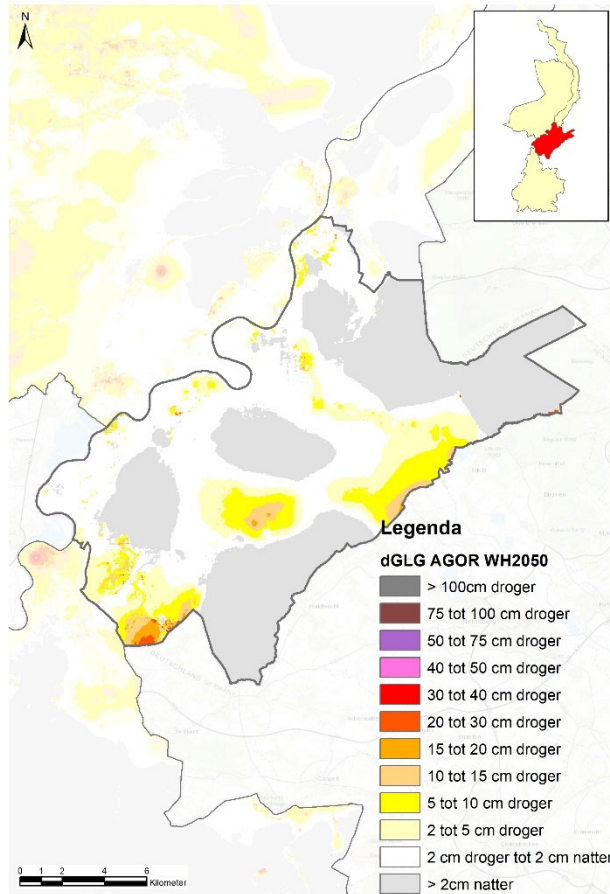 N
Legenda
dGLG AGOR WH2050
> 100cm droger
75 tot 100 cm droger
50 tot 75 cm droger
40 tot 50 cm droger
30 tot 40 cm droger
20 tot 30 cm droger
15 tot 20 cm droger
10 tot 15 cm droger
5 tot 10 cm droger
2 tot 5 cm droger
2 cm droger tot 2 cm natter
> 2cm natter
0 1 2 4 6
Kilometer